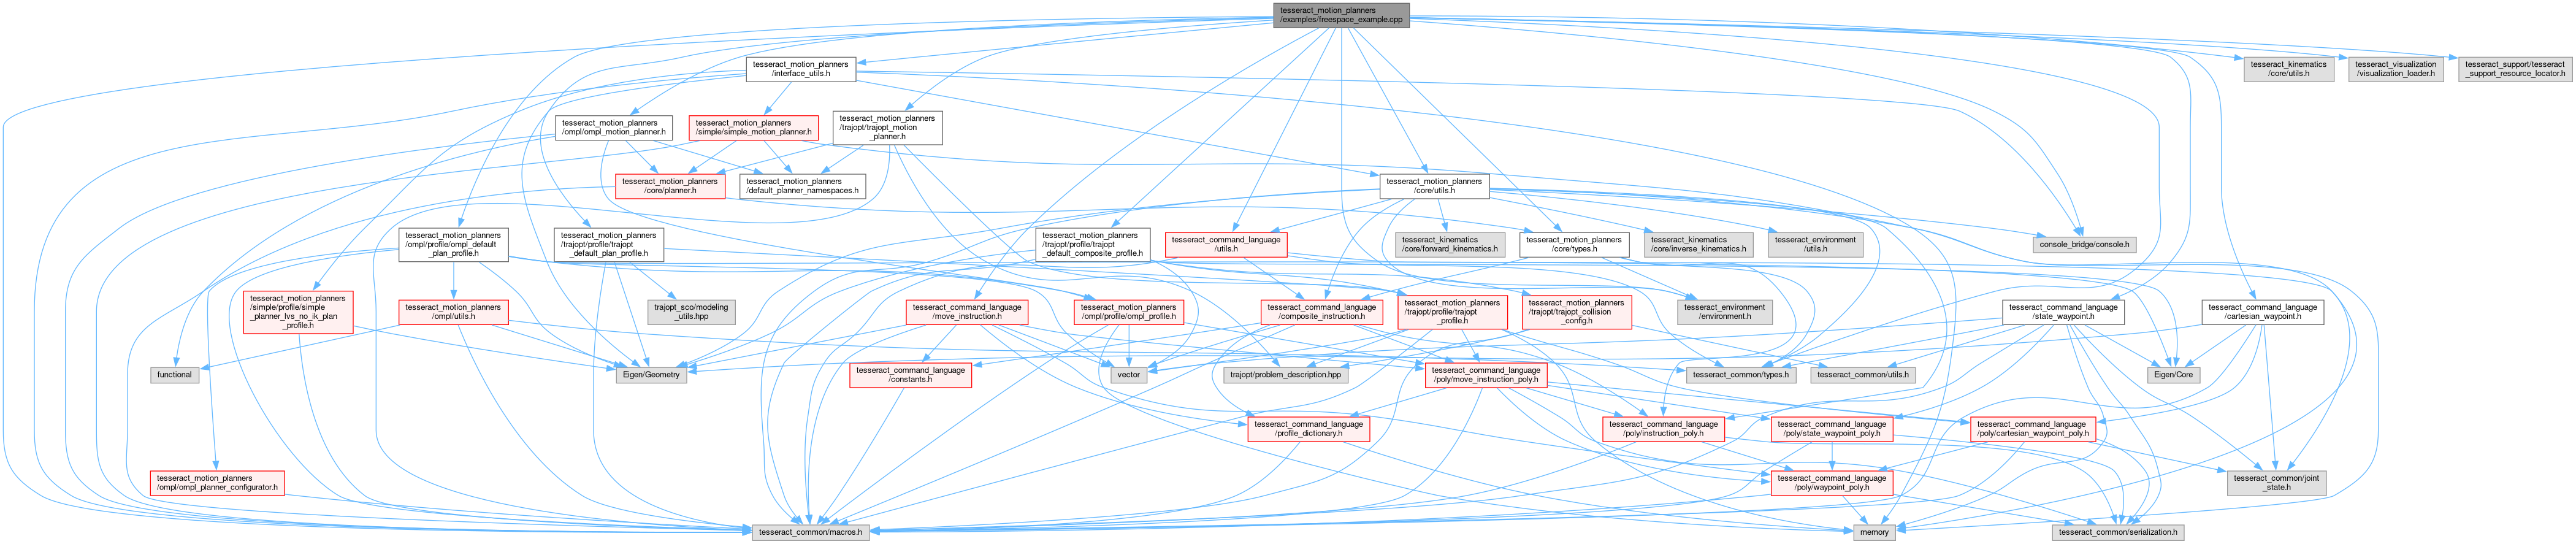 tesseract_motion_planners
/examples/freespace_example.cpp
tesseract_motion_planners
/interface_utils.h
tesseract_kinematics
/core/utils.h
tesseract_visualization
/visualization_loader.h
tesseract_support/tesseract
_support_resource_locator.h
tesseract_motion_planners
/ompl/ompl_motion_planner.h
tesseract_motion_planners
/simple/simple_motion_planner.h
tesseract_motion_planners
/trajopt/trajopt_motion
_planner.h
tesseract_motion_planners
/core/planner.h
tesseract_motion_planners
/default_planner_namespaces.h
tesseract_motion_planners
/core/utils.h
tesseract_motion_planners
/ompl/profile/ompl_default
_plan_profile.h
tesseract_motion_planners
/trajopt/profile/trajopt
_default_plan_profile.h
tesseract_motion_planners
/trajopt/profile/trajopt
_default_composite_profile.h
tesseract_command_language
/utils.h
tesseract_kinematics
/core/forward_kinematics.h
tesseract_motion_planners
/core/types.h
tesseract_kinematics
/core/inverse_kinematics.h
tesseract_environment
/utils.h
console_bridge/console.h
tesseract_motion_planners
/simple/profile/simple
_planner_lvs_no_ik_plan
_profile.h
tesseract_motion_planners
/ompl/utils.h
trajopt_sco/modeling
_utils.hpp
tesseract_command_language
/move_instruction.h
tesseract_motion_planners
/ompl/profile/ompl_profile.h
tesseract_command_language
/composite_instruction.h
tesseract_motion_planners
/trajopt/profile/trajopt
_profile.h
tesseract_motion_planners
/trajopt/trajopt_collision
_config.h
tesseract_environment
/environment.h
tesseract_command_language
/state_waypoint.h
tesseract_command_language
/cartesian_waypoint.h
functional
Eigen/Geometry
tesseract_command_language
/constants.h
vector
trajopt/problem_description.hpp
tesseract_command_language
/poly/move_instruction_poly.h
tesseract_common/types.h
tesseract_common/utils.h
Eigen/Core
tesseract_command_language
/profile_dictionary.h
tesseract_command_language
/poly/instruction_poly.h
tesseract_command_language
/poly/state_waypoint_poly.h
tesseract_command_language
/poly/cartesian_waypoint_poly.h
tesseract_motion_planners
/ompl/ompl_planner_configurator.h
tesseract_command_language
/poly/waypoint_poly.h
tesseract_common/joint
_state.h
tesseract_common/macros.h
memory
tesseract_common/serialization.h